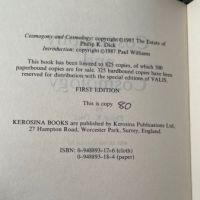 Cosmogony and Cosmology: copyright ©1987 The Estate of
Philip K. Dick
Introduction: copyright ©1987 Paul Williams
This book has been limited to 825 copies, of which 500
paperbound copies are for sale. 325 hardbound copies have been
reserved for distribution with the special editions of VALIS.
FIRST EDITION
This is copy 80
KEROSINA BOOKS are published by Kerosina Publications Ltd,
27 Hampton Road, Worcester Park, Surrey, England.
ISBN: 0-948893-17-6 (cloth)
0-948893-18-4 (paper)